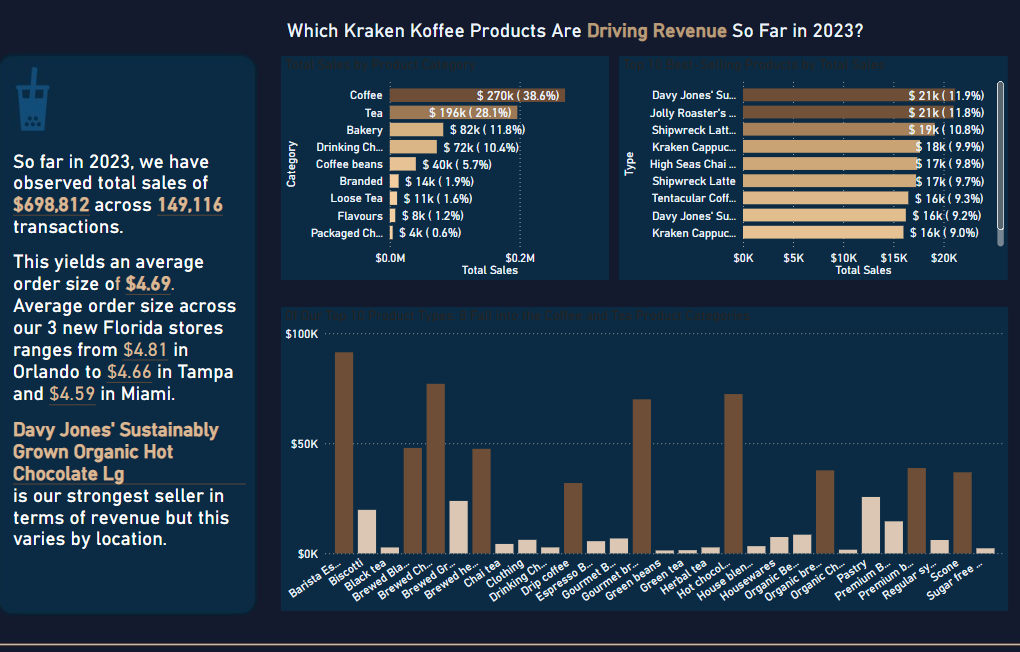 Which Kraken Koffee Products Are Driving Revenue So Far in 2023?
So far in 2023, we have
observed total sales of
$698,812 across 149,116
transactions.
This yields an average
order size of $4.69.
Average order size across
our 3 new Florida stores
ranges from $4.81 in
Orlando to $4.66 in Tampa
and $4.59 in Miami.
Davy Jones' Sustainably
Grown Organic Hot
Chocolate Lg
is our strongest seller in
terms of revenue but this
varies by location.
Category
Coffee $ 270k ( 38.6%)
Tea $ 196k ( 28.1%)
Bakery $ 82k ( 11.8%)
Drinking Ch... $ 72k ( 10.4%)
Coffee beans $ 40k ( 5.7%)
Branded $ 14k ( 1.9%)
Loose Tea $ 11k ( 1.6%)
Flavours $ 8k ( 1.2%)
Packaged Ch... $ 4k ( 0.6%)
$0.0M $0.2M
Total Sales
Type
Davy Jones' Su... $ 21k ( 11.9%)
Jolly Roaster's ... $ 21k ( 11.8%)
Shipwreck Latt... $ 19k ( 10.8%)
Kraken Cappuc... $ 18k ( 9.9%)
High Seas Chai ... $ 17k ( 9.8%)
Shipwreck Latte $ 17k ( 9.7%)
Tentacular Coff... $ 16k ( 9.3%)
Davy Jones' Su... $ 16k ( 9.2%)
Kraken Cappuc... $ 16k ( 9.0%)
$0K $5K $10K $15K $20K
Total Sales
$100K
$50K
$0K
Barista Es...
Biscotti
Black tea
Brewed Bla...
Brewed Ch...
Brewed Gr...
Brewed he...
Chai tea
Clothing
Drinking Ch...
Drip coffee
Espresso B...
Gourmet B...
Gourmet br...
Green beans
Green tea
Herbal tea
Hot chocol...
House blen...
Housewares
Organic Be...
Organic bre...
Organic Ch...
Pastry
Premium B...
Premium b...
Regular sy...
Scone
Sugar free ...